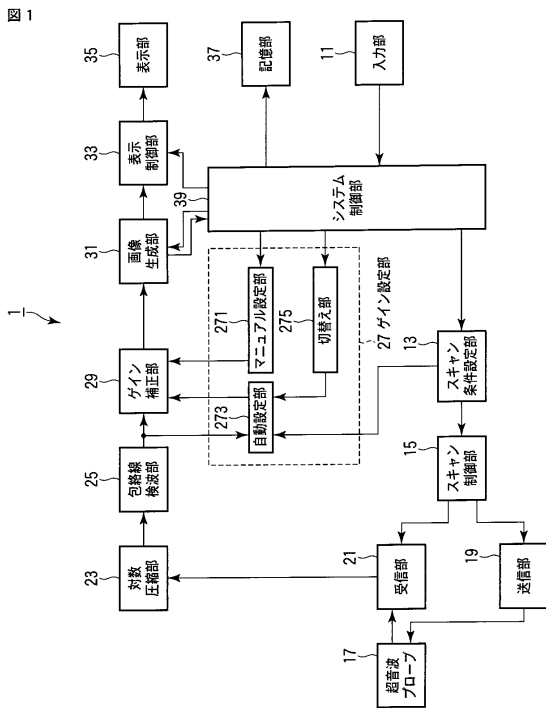 図1
1
35
表示部
37
記憶部
11
入力部
33
表示
制御部
39
システム
制御部
31
画像
生成部
271
マニュアル設定部
275
切替え部
27 ゲイン設定部
273
自動設定部
29
ゲイン
補正部
13
スキャン
条件設定部
25
包絡線
検波部
15
スキャン
制御部
23
対数
圧縮部
21
受信部
19
送信部
17
超音波
プローブ